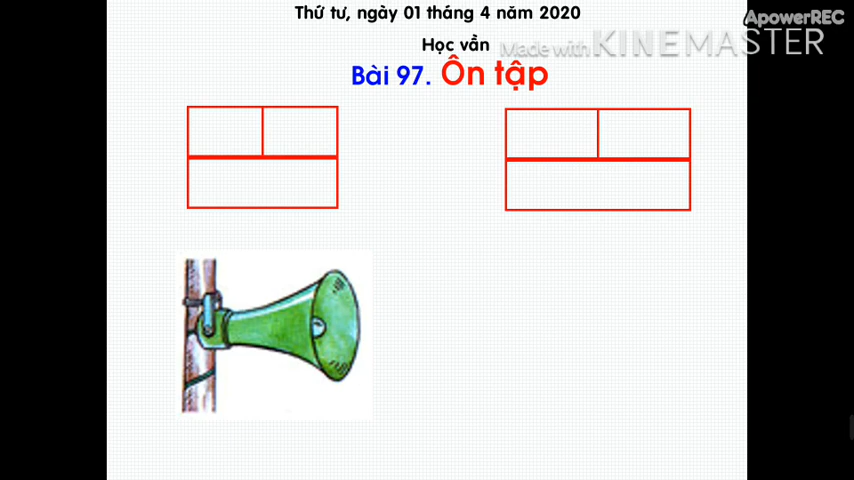 Thứ tư, ngày 01 tháng 4 năm 2020
ApowerREC
Học vần
Made with KINEMASTER
Bài 97. Ôn tập